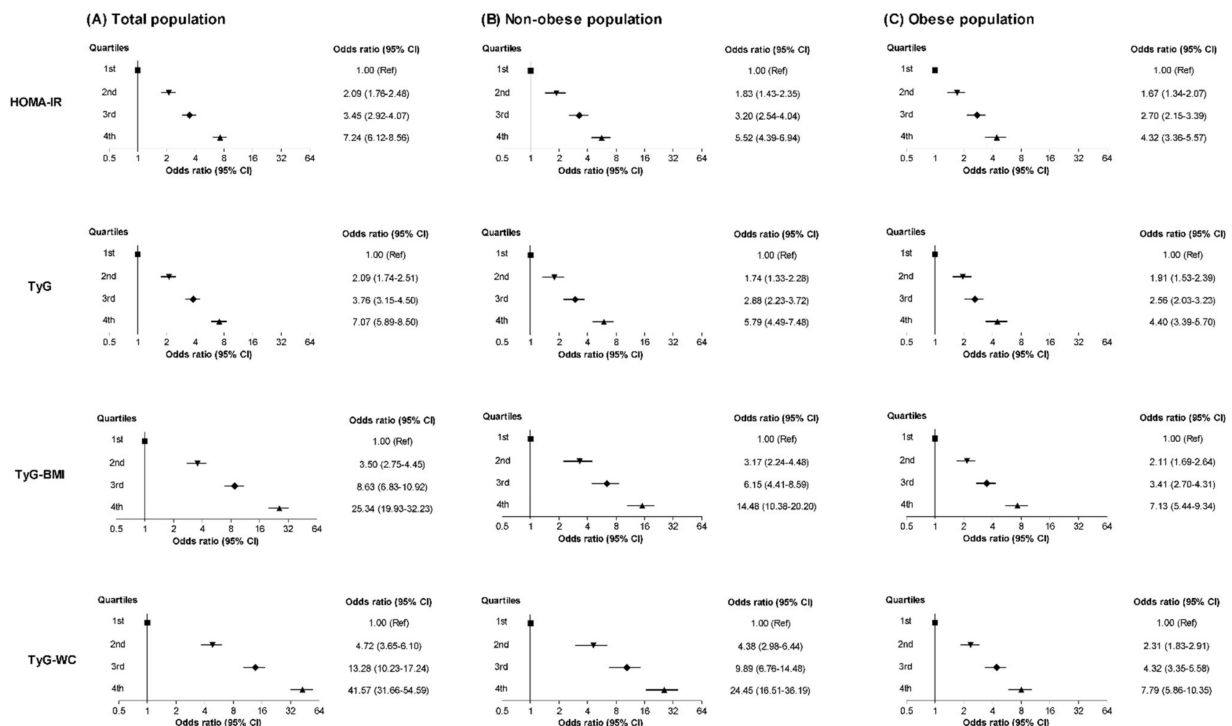 (A) Total population (B) Non-obese population (C) Obese population
HOMA-IR
Quartiles Odds ratio (95% CI)
1st 1.00 (Ref)
2nd 2.09 (1.76-2.48)
3rd 3.45 (2.92-4.07)
4th 7.24 (6.12-8.56)
0.5 1 2 4 8 16 32 64
Odds ratio (95% CI)
Quartiles Odds ratio (95% CI)
1st 1.00 (Ref)
2nd 1.83 (1.43-2.35)
3rd 3.20 (2.54-4.04)
4th 5.52 (4.39-6.94)
0.5 1 2 4 8 16 32 64
Odds ratio (95% CI)
Quartiles Odds ratio (95% CI)
1st 1.00 (Ref)
2nd 1.67 (1.34-2.07)
3rd 2.70 (2.15-3.39)
4th 4.32 (3.36-5.57)
0.5 1 2 4 8 16 32 64
Odds ratio (95% CI)
TyG
Quartiles Odds ratio (95% CI)
1st 1.00 (Ref)
2nd 2.09 (1.74-2.51)
3rd 3.76 (3.15-4.50)
4th 7.07 (5.89-8.50)
0.5 1 2 4 8 16 32 64
Odds ratio (95% CI)
Quartiles Odds ratio (95% CI)
1st 1.00 (Ref)
2nd 1.74 (1.33-2.28)
3rd 2.88 (2.23-3.72)
4th 5.79 (4.49-7.48)
0.5 1 2 4 8 16 32 64
Odds ratio (95% CI)
Quartiles Odds ratio (95% CI)
1st 1.00 (Ref)
2nd 1.91 (1.53-2.39)
3rd 2.56 (2.03-3.23)
4th 4.40 (3.39-5.70)
0.5 1 2 4 8 16 32 64
Odds ratio (95% CI)
TyG-BMI
Quartiles Odds ratio (95% CI)
1st 1.00 (Ref)
2nd 3.50 (2.75-4.45)
3rd 8.63 (6.83-10.92)
4th 25.34 (19.93-32.23)
0.5 1 2 4 8 16 32 64
Odds ratio (95% CI)
Quartiles Odds ratio (95% CI)
1st 1.00 (Ref)
2nd 3.17 (2.24-4.48)
3rd 6.15 (4.41-8.59)
4th 14.48 (10.38-20.20)
0.5 1 2 4 8 16 32 64
Odds ratio (95% CI)
Quartiles Odds ratio (95% CI)
1st 1.00 (Ref)
2nd 2.11 (1.69-2.64)
3rd 3.41 (2.70-4.31)
4th 7.13 (5.44-9.34)
0.5 1 2 4 8 16 32 64
Odds ratio (95% CI)
TyG-WC
Quartiles Odds ratio (95% CI)
1st 1.00 (Ref)
2nd 4.72 (3.65-6.10)
3rd 13.28 (10.23-17.24)
4th 41.57 (31.66-54.59)
0.5 1 2 4 8 16 32 64
Odds ratio (95% CI)
Quartiles Odds ratio (95% CI)
1st 1.00 (Ref)
2nd 4.38 (2.98-6.44)
3rd 9.89 (6.76-14.48)
4th 24.45 (16.51-36.19)
0.5 1 2 4 8 16 32 64
Odds ratio (95% CI)
Quartiles Odds ratio (95% CI)
1st 1.00 (Ref)
2nd 2.31 (1.83-2.91)
3rd 4.32 (3.35-5.58)
4th 7.79 (5.86-10.35)
0.5 1 2 4 8 16 32 64
Odds ratio (95% CI)